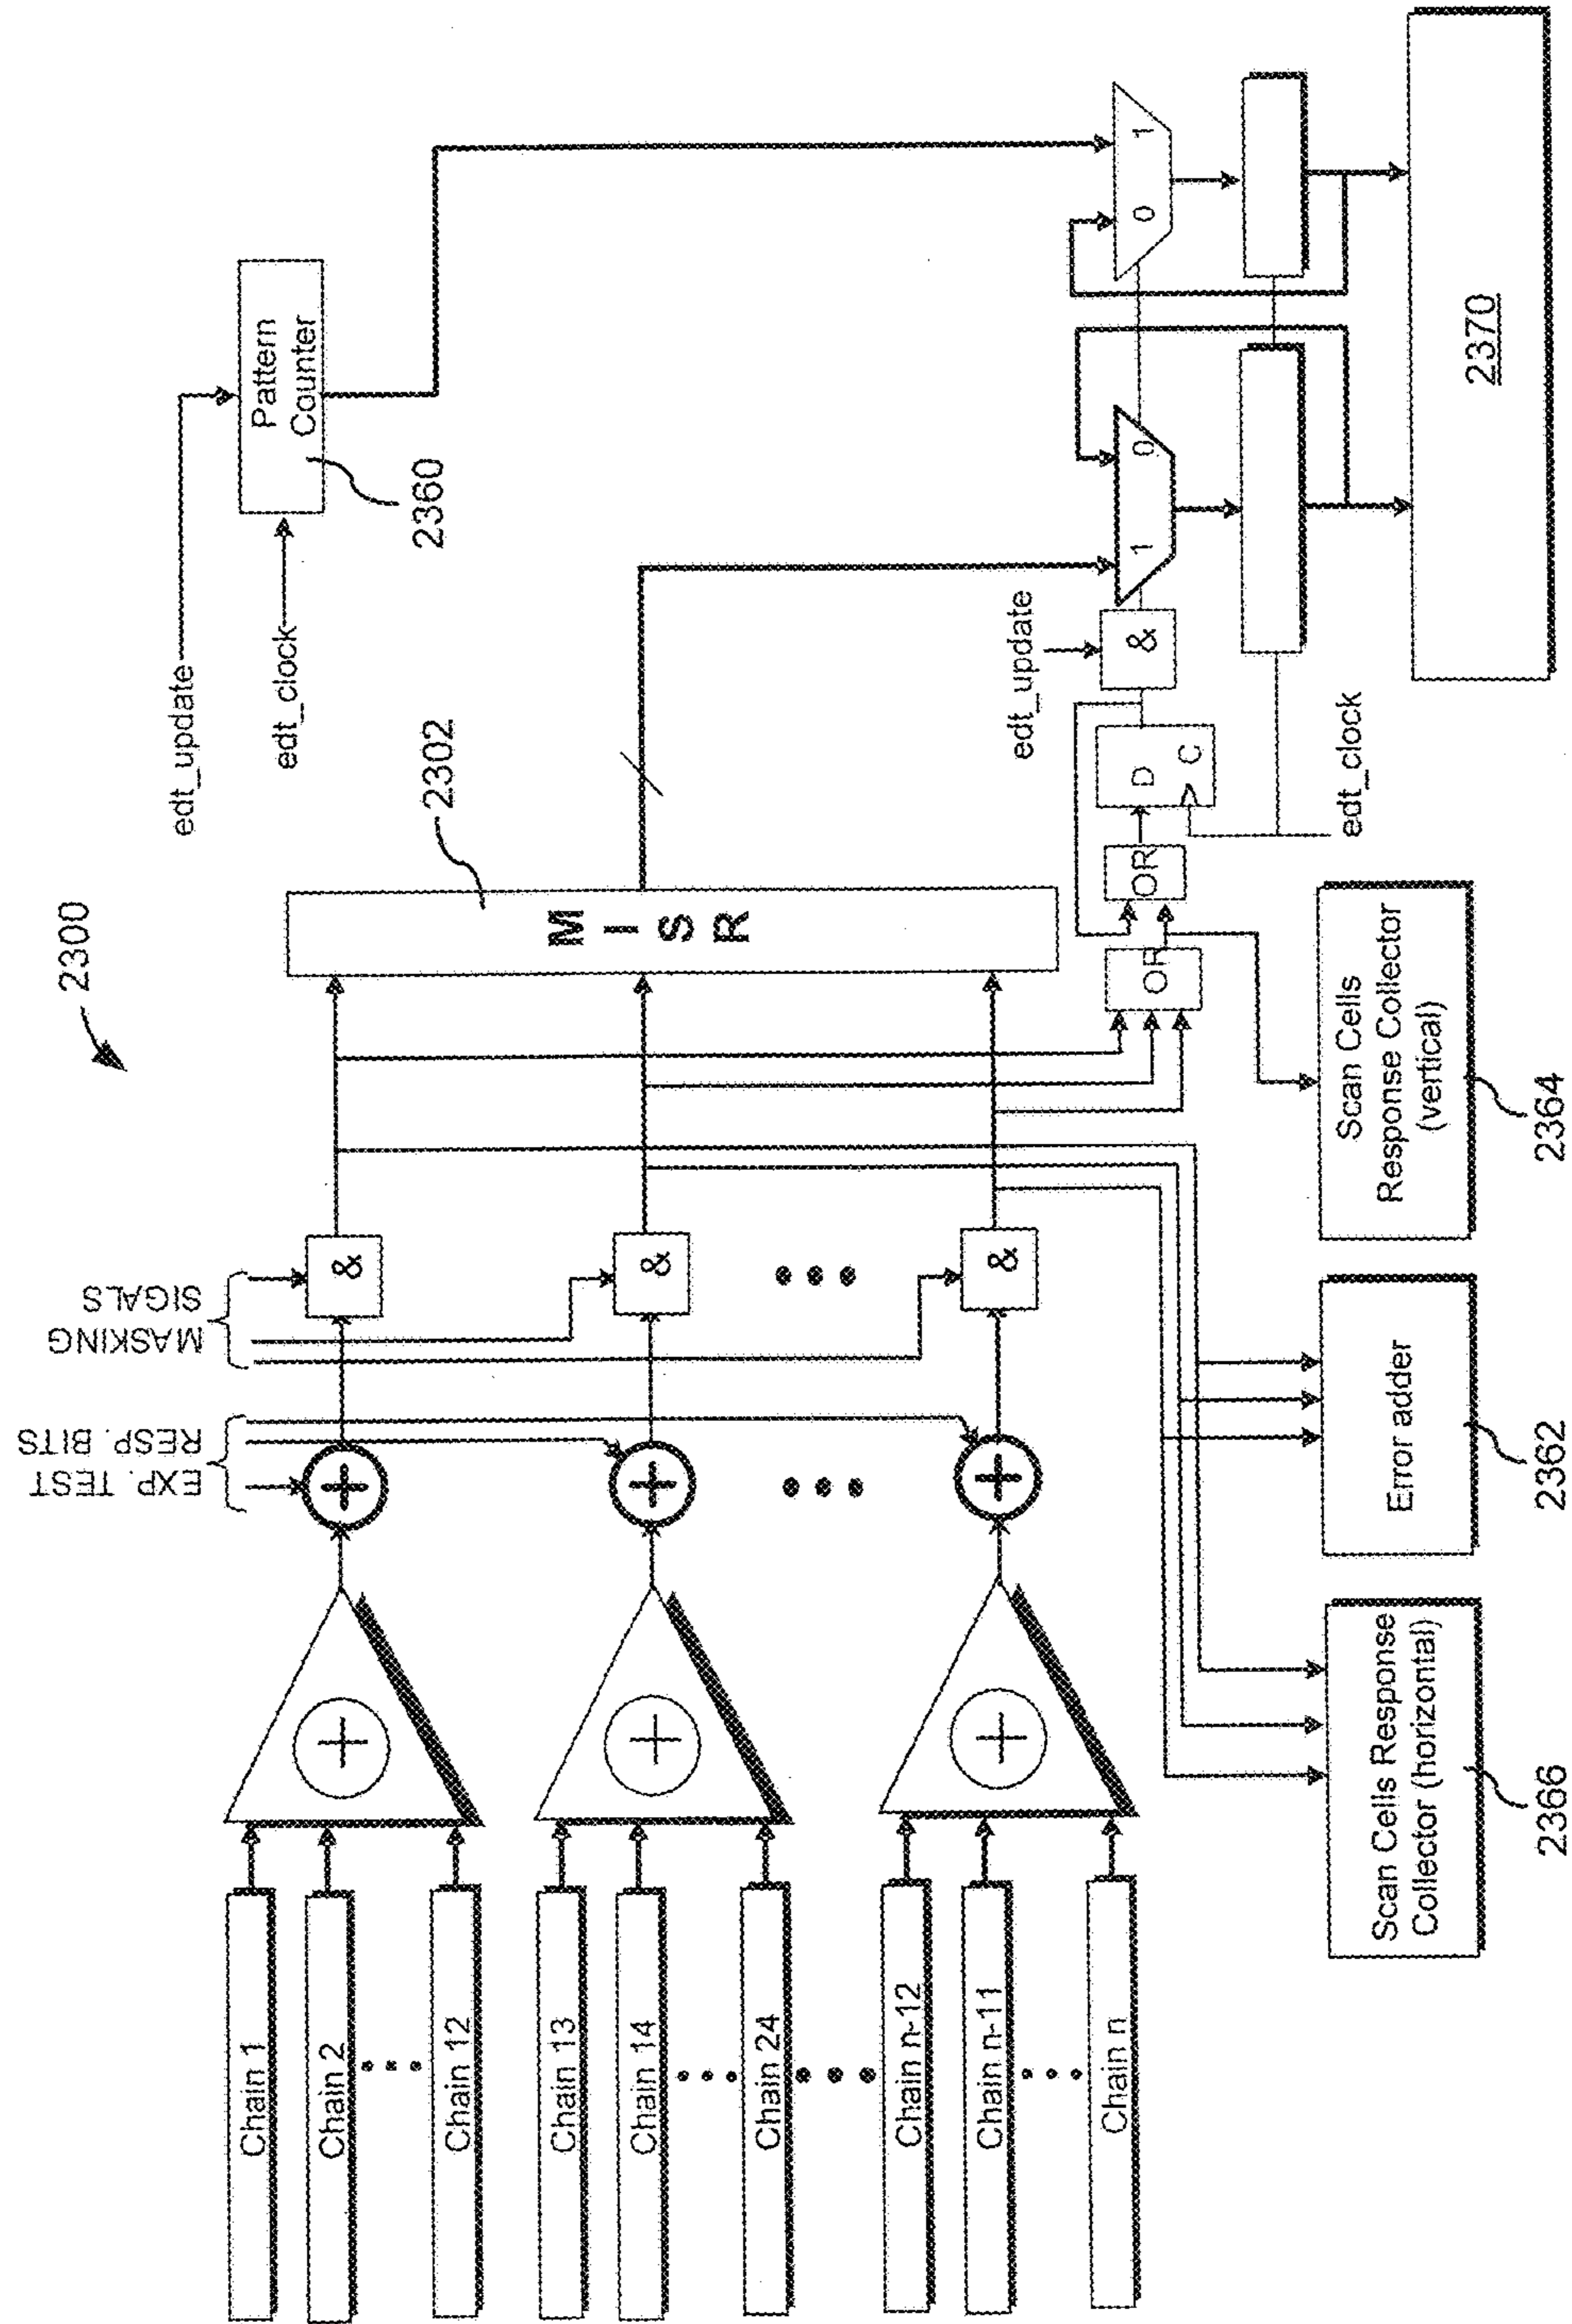 2300
edt_update
edt_clock
Pattern
Counter
2360
2302
MISR
EXP. TEST
RESP. BITS
MASKING
SIGALS
Chain 1
Chain 2
Chain 12
Chain 13
Chain 14
Chain 24
Chain n-12
Chain n-11
Chain n
+
+
+
+
+
+
&
&
&
OR
OR
D
C
edt_clock
edt_update
&
1
0
0
1
Scan Cells Response
Collector (horizontal)
2366
Error adder
2362
Scan Cells
Response Collector
(vertical)
2364
2370